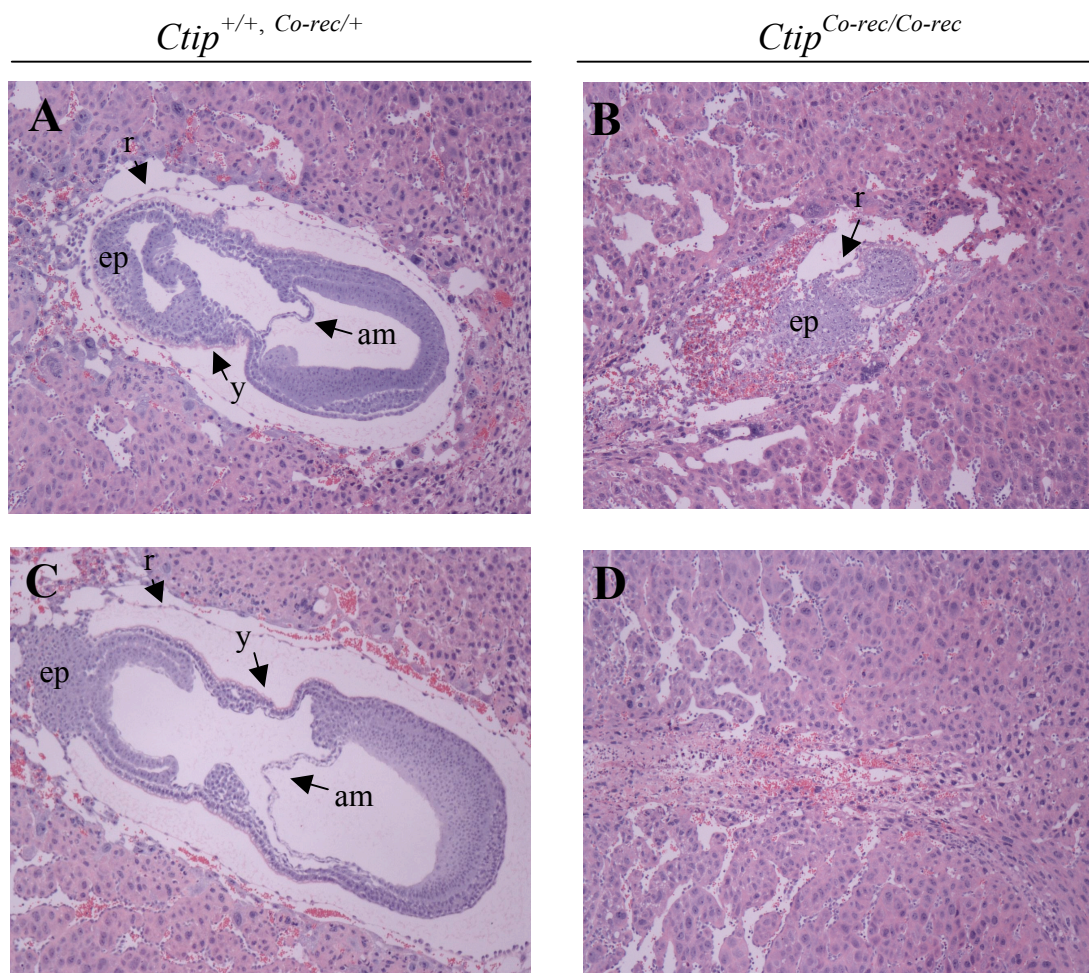 Ctip+/+, Co-rec/+
Ctip Co-rec/Co-rec
A
r
ep
am
y
B
r
ep
C
r
y
ep
am
D